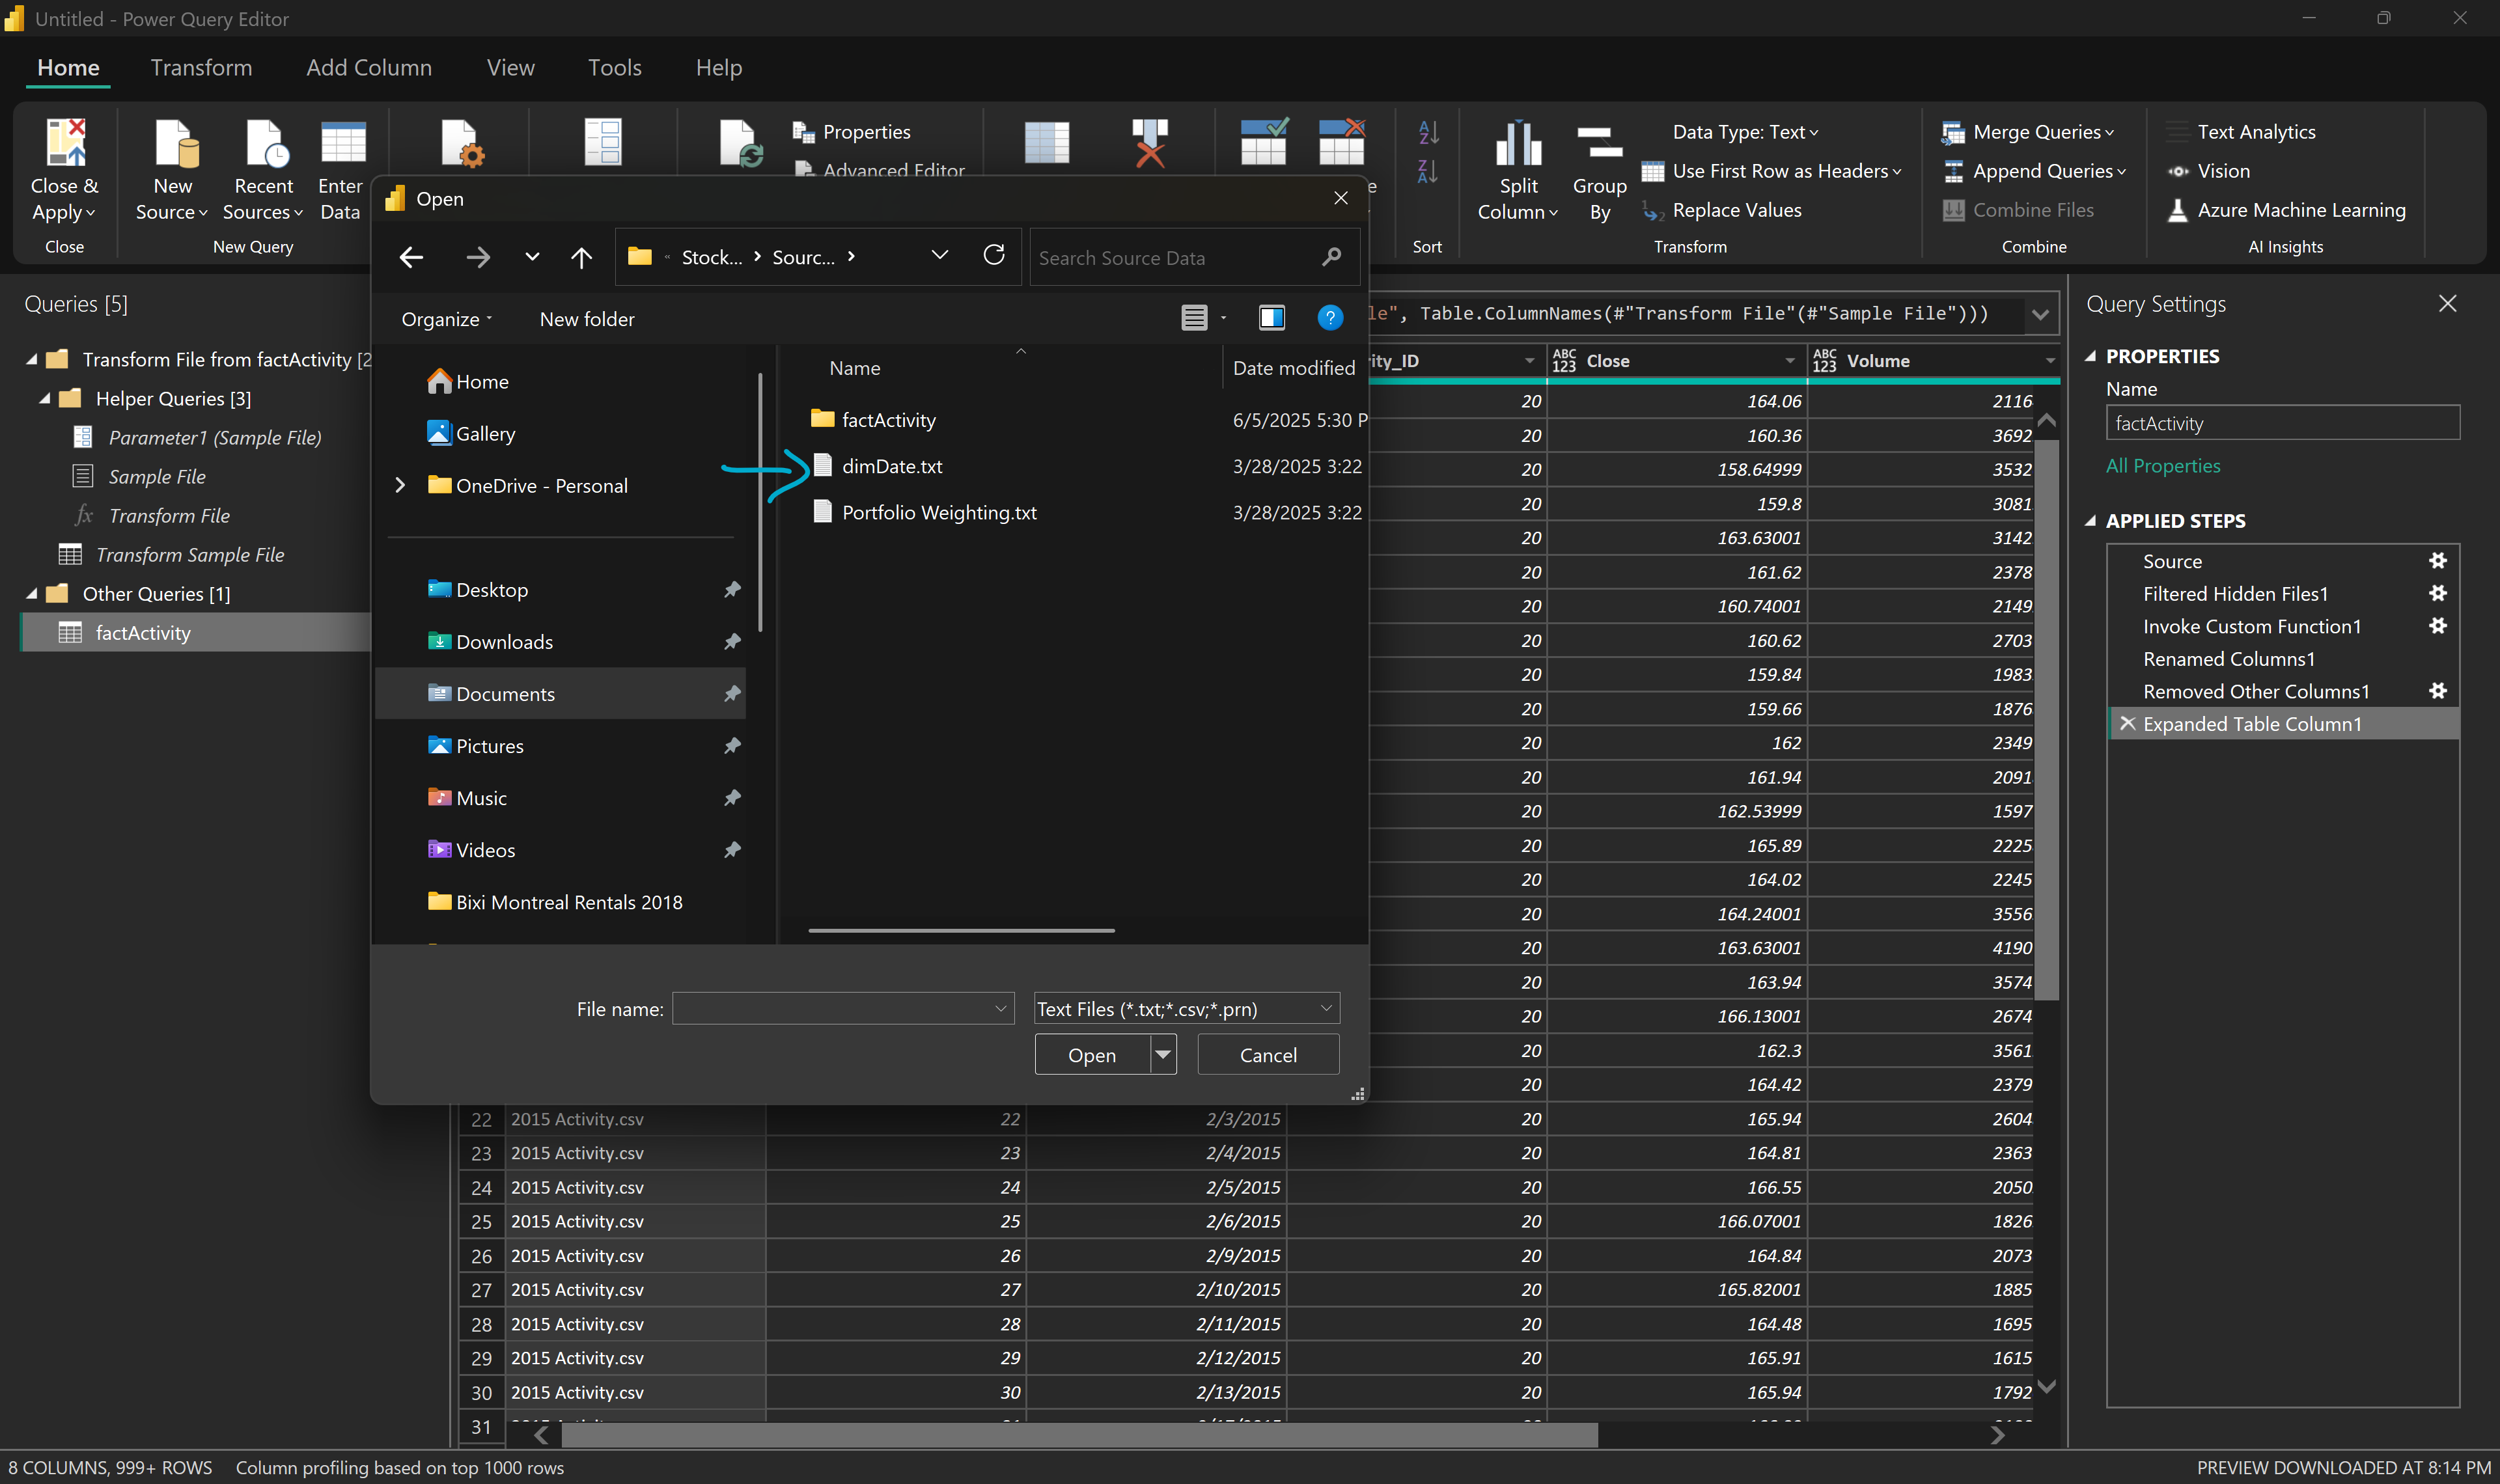 Untitled - Power Query Editor
Home Transform Add Column View Tools Help
Close & Apply
Close
New Source
Recent Sources
Enter Data
New Query
Properties
Advanced Editor
Sort
Split Column
Group By
Data Type: Text
Use First Row as Headers
Replace Values
Transform
Merge Queries
Append Queries
Combine Files
Combine
Text Analytics
Vision
Azure Machine Learning
AI Insights
Queries [5]
Transform File from factActivity [2
Helper Queries [3]
Parameter1 (Sample File)
Sample File
fx Transform File
Transform Sample File
Other Queries [1]
factActivity
Open
« Stock... › Sourc... ›
Search Source Data
Organize New folder
Home
Gallery
OneDrive - Personal
Desktop
Downloads
Documents
Pictures
Music
Videos
Bixi Montreal Rentals 2018
Name Date modified
factActivity 6/5/2025 5:30 P
dimDate.txt 3/28/2025 3:22
Portfolio Weighting.txt 3/28/2025 3:22
File name:
Text Files (*.txt;*.csv;*.prn)
Open Cancel
le", Table.ColumnNames(#"Transform File"(#"Sample File")))
rity_ID ABC 123 Close ABC 123 Volume
20 164.06 2116
20 160.36 3692
20 158.64999 3532
20 159.8 3081
20 163.63001 3142
20 161.62 2378
20 160.74001 2149
20 160.62 2703
20 159.84 1983
20 159.66 1876
20 162 2349
20 161.94 2091
20 162.53999 1597
20 165.89 2225
20 164.02 2245
20 164.24001 3556
20 163.63001 4190
20 163.94 3574
20 166.13001 2674
20 162.3 3561
20 164.42 2379
22 2015 Activity.csv 22 2/3/2015 20 165.94 2604
23 2015 Activity.csv 23 2/4/2015 20 164.81 2363
24 2015 Activity.csv 24 2/5/2015 20 166.55 2050
25 2015 Activity.csv 25 2/6/2015 20 166.07001 1826
26 2015 Activity.csv 26 2/9/2015 20 164.84 2073
27 2015 Activity.csv 27 2/10/2015 20 165.82001 1885
28 2015 Activity.csv 28 2/11/2015 20 164.48 1695
29 2015 Activity.csv 29 2/12/2015 20 165.91 1615
30 2015 Activity.csv 30 2/13/2015 20 165.94 1792
31
Query Settings
PROPERTIES
Name
factActivity
All Properties
APPLIED STEPS
Source
Filtered Hidden Files1
Invoke Custom Function1
Renamed Columns1
Removed Other Columns1
Expanded Table Column1
8 COLUMNS, 999+ ROWS Column profiling based on top 1000 rows
PREVIEW DOWNLOADED AT 8:14 PM